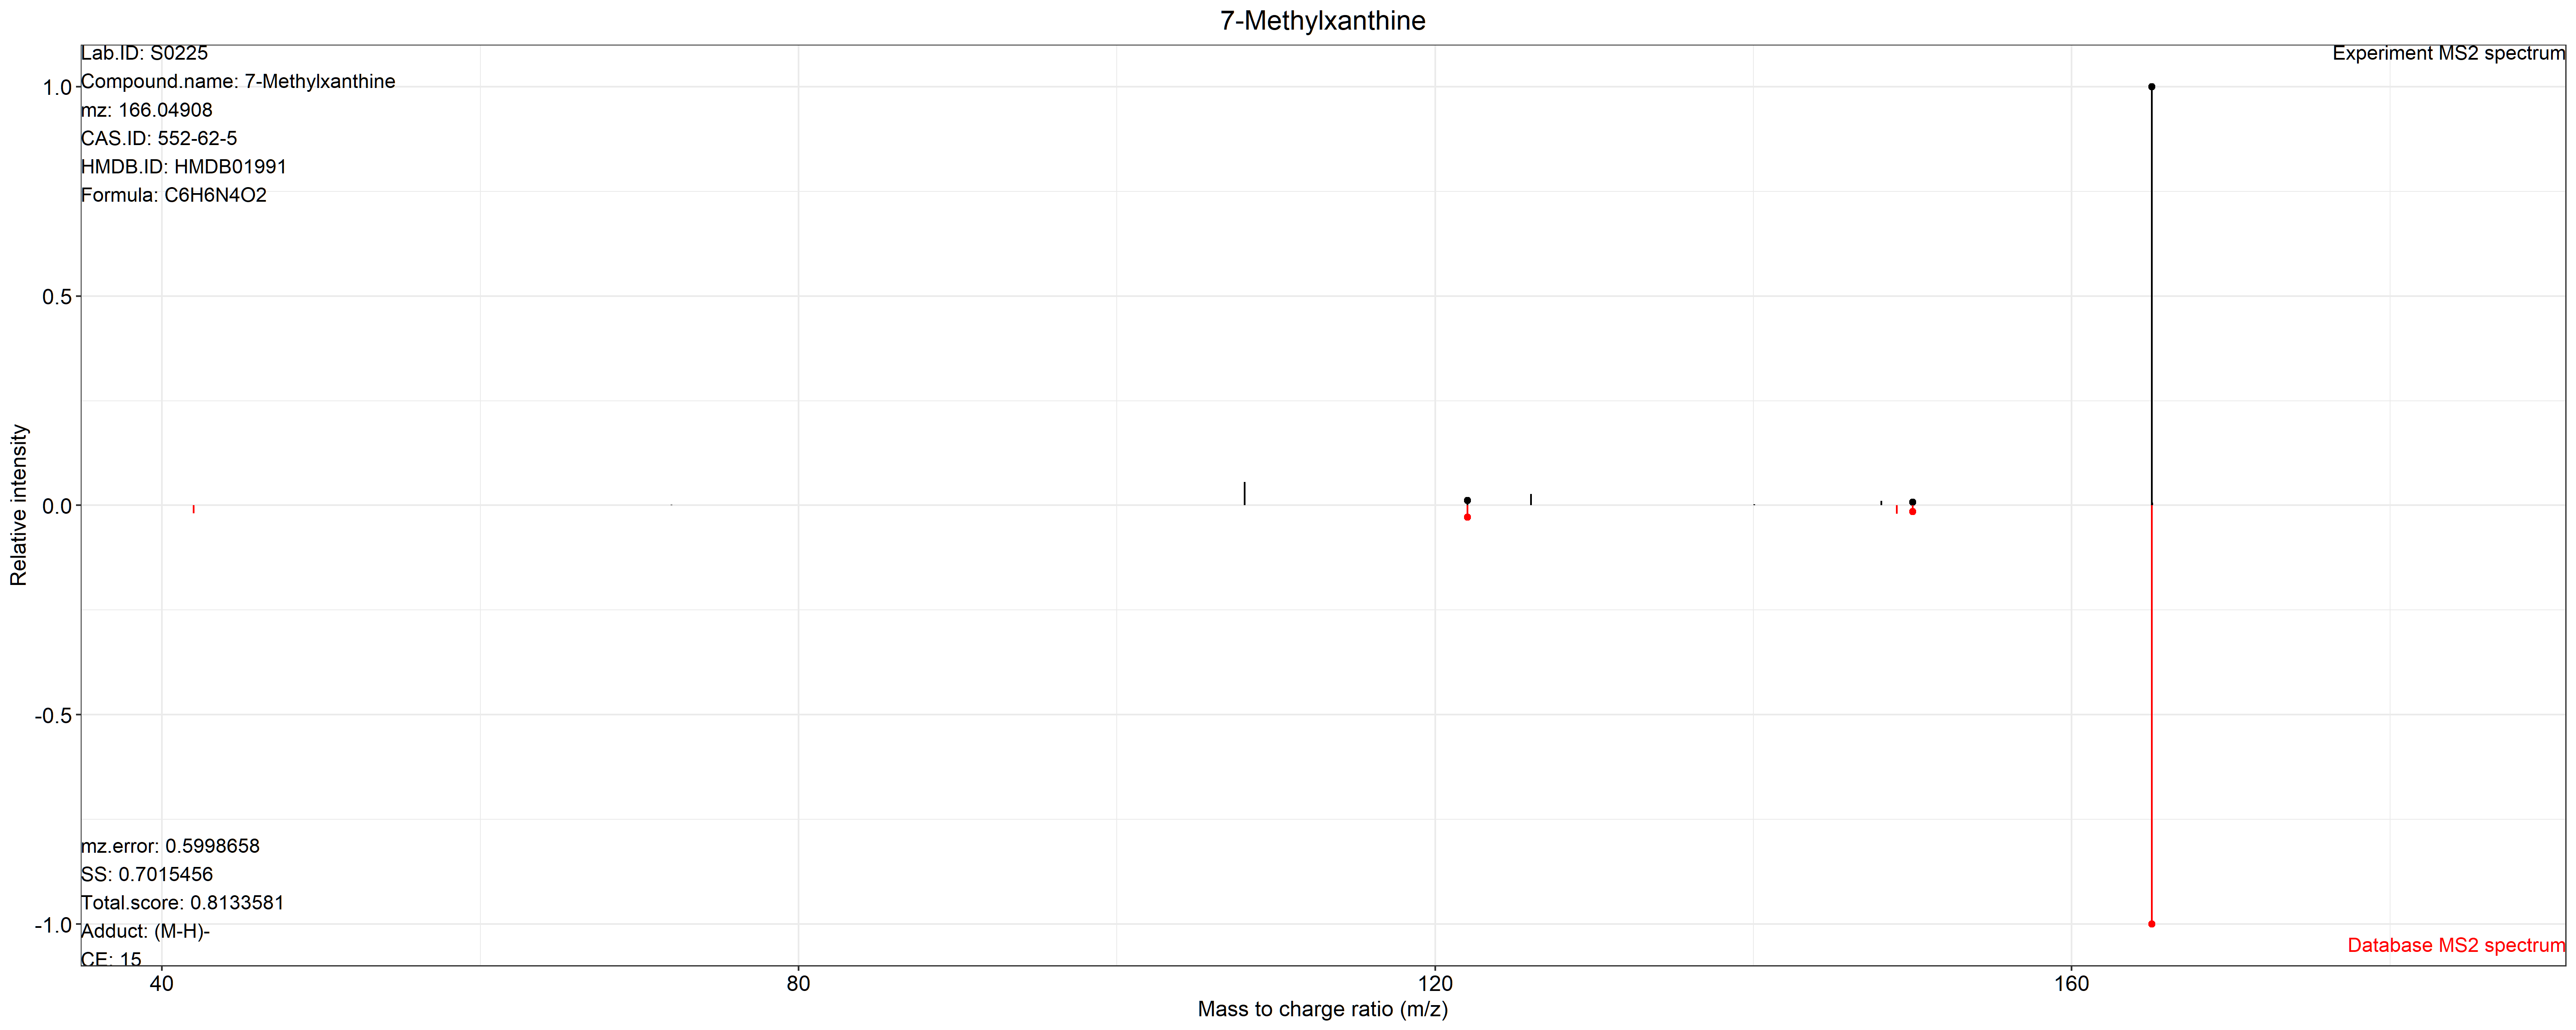 7-Methylxanthine
Lab.ID: S0225
Experiment MS2 spectrum
Compound.name: 7-Methylxanthine
mz: 166.04908
CAS.ID: 552-62-5
HMDB.ID: HMDB01991
Formula: C6H6N4O2
1.0
0.5
0.0
-0.5
-1.0
Relative intensity
mz.error: 0.5998658
SS: 0.7015456
Total.score: 0.8133581
Adduct: (M-H)-
CE: 15
Database MS2 spectrum
40
80
120
160
Mass to charge ratio (m/z)